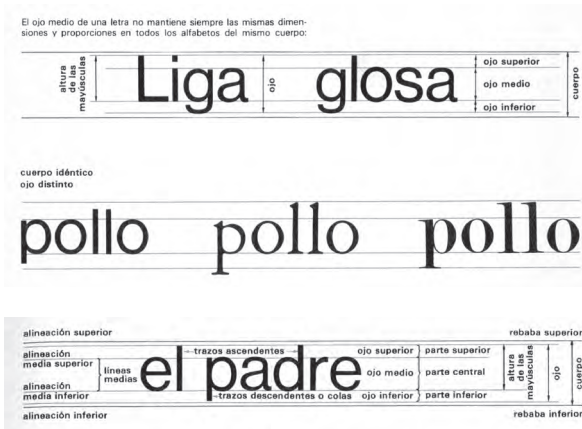 El ojo medio de una letra no mantiene siempre las mismas dimen-
siones y proporciones en todos los alfabetos del mismo cuerpo:
altura
de las
mayúsculas
Liga
ojo
glosa
ojo superior
ojo medio
ojo inferior
cuerpo
cuerpo idéntico
ojo distinto
pollo pollo pollo
alineación superior
rebaba superior
alineación
media superior
líneas
medias
alineación
media inferior
el padre
trazos ascendentes
trazos descendentes o colas
ojo superior
ojo medio
ojo inferior
parte superior
parte central
parte inferior
altura
de las
mayúsculas
ojo
cuerpo
alineación inferior
rebaba inferior